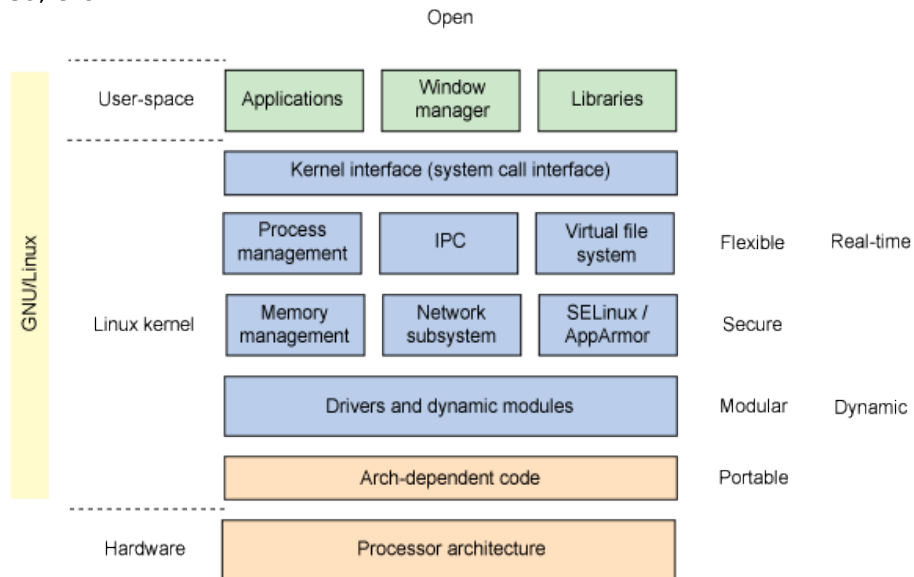 Open
User-space
Applications
Window
manager
Libraries
Kernel interface (system call interface)
Process
management
IPC
Virtual file
system
Flexible
Real-time
GNU/Linux
Linux kernel
Memory
management
Network
subsystem
SELinux /
AppArmor
Secure
Drivers and dynamic modules
Modular
Dynamic
Arch-dependent code
Portable
Hardware
Processor architecture